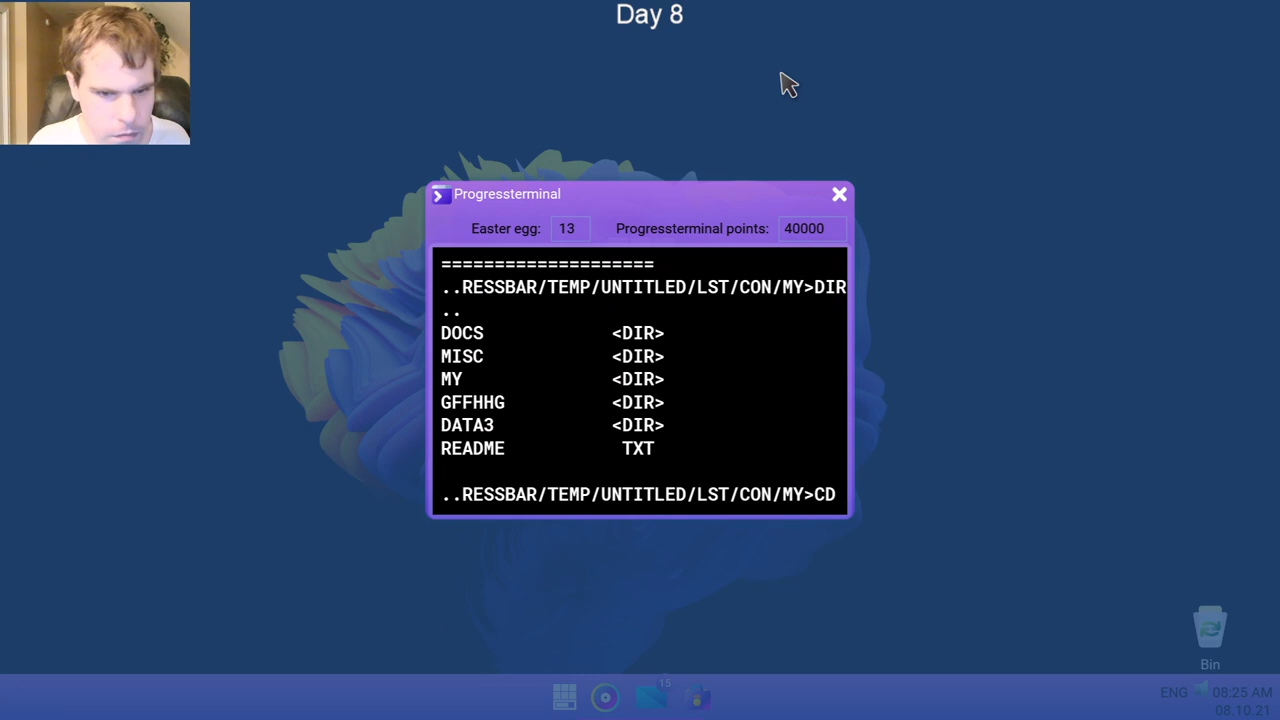 Day 8
Progressterminal
Easter egg: 13 Progressterminal points: 40000
====================
..RESSBAR/TEMP/UNTITLED/LST/CON/MY>DIR
..
DOCS <DIR>
MISC <DIR>
MY <DIR>
GFFHHG <DIR>
DATA3 <DIR>
README TXT
..RESSBAR/TEMP/UNTITLED/LST/CON/MY>CD
Bin
15
ENG 08:25 AM
08.10.21